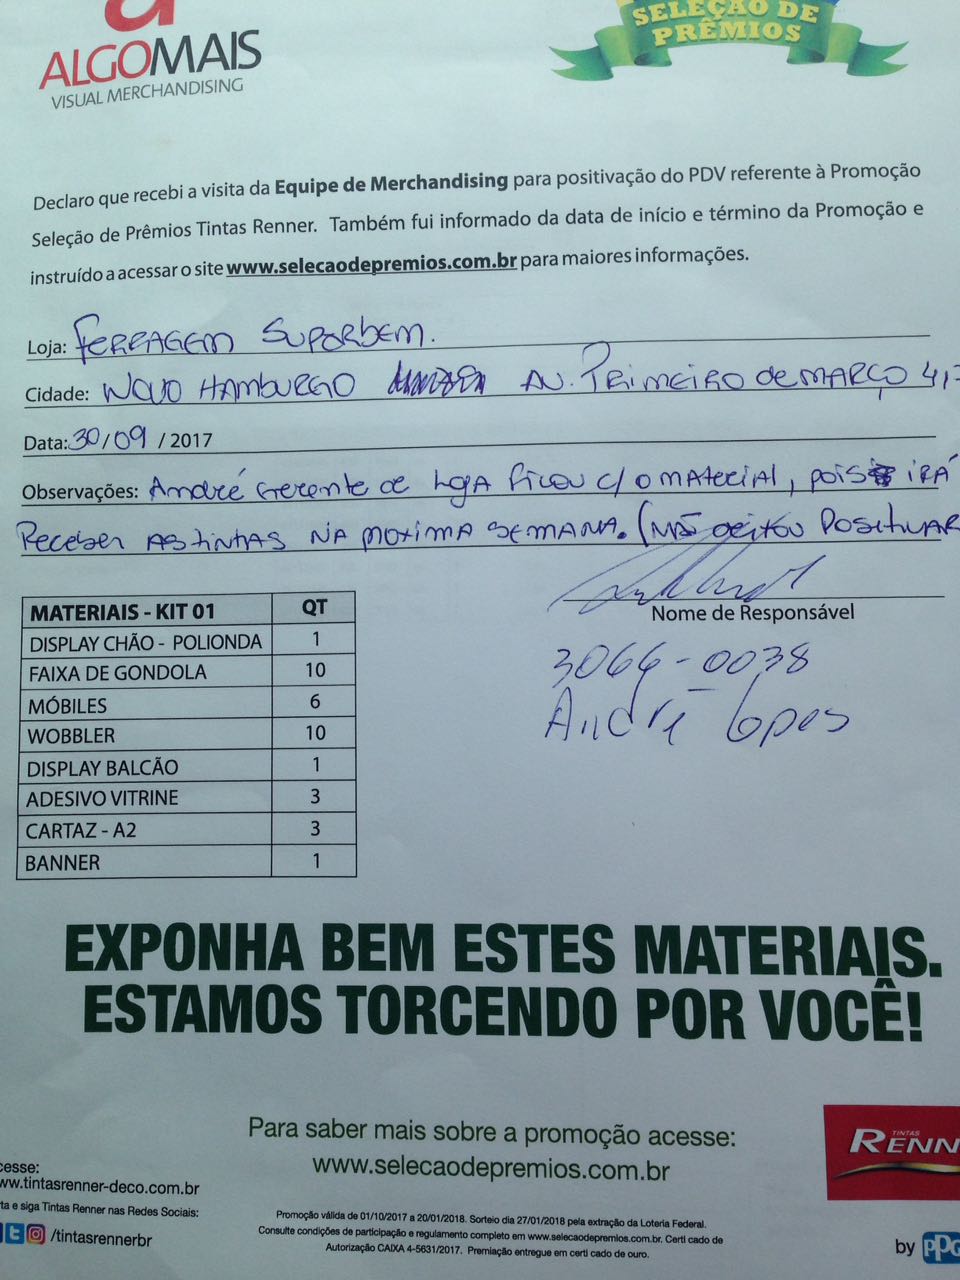 ALGOMAIS
VISUAL MERCHANDISING
SELEÇÃO DE
PRÊMIOS
Declaro que recebi a visita da Equipe de Merchandising para positivação do PDV referente à Promoção
Seleção de Prêmios Tintas Renner. Também fui informado da data de início e término da Promoção e
instruído a acessar o site www.selecaodepremios.com.br para maiores informações.
Loja: FERRAGEM SUPORBEM.
Cidade: NOVO HAMBURGO AV. PRIMEIRO DE MARÇO 4,
Data: 30/09 / 2017
Observações: André Gerente de Loja ficou c/o material, pois IRÁ
Receber AS TINTAS NA PROXIMA SEMANA. (NÃO deixou Positivar
Nome de Responsável
3066-0038
André Lopes
MATERIAIS - KIT 01 QT
DISPLAY CHÃO - POLIONDA 1
FAIXA DE GONDOLA 10
MÓBILES 6
WOBBLER 10
DISPLAY BALCÃO 1
ADESIVO VITRINE 3
CARTAZ - A2 3
BANNER 1
EXPONHA BEM ESTES MATERIAIS.
ESTAMOS TORCENDO POR VOCÊ!
Para saber mais sobre a promoção acesse:
www.selecaodepremios.com.br
TINTAS
RENN
cesse:
ww.tintasrenner-deco.com.br
rta e siga Tintas Renner nas Redes Sociais:
/tintasrennerbr
Promoção válida de 01/10/2017 a 20/01/2018. Sorteio dia 27/01/2018 pela extração da Loteria Federal.
Consulte condições de participação e regulamento completo em www.selecaodepremios.com.br. Certi cado de
Autorização CAIXA 4-5631/2017. Premiação entregue em certi cado de ouro.
by PPG